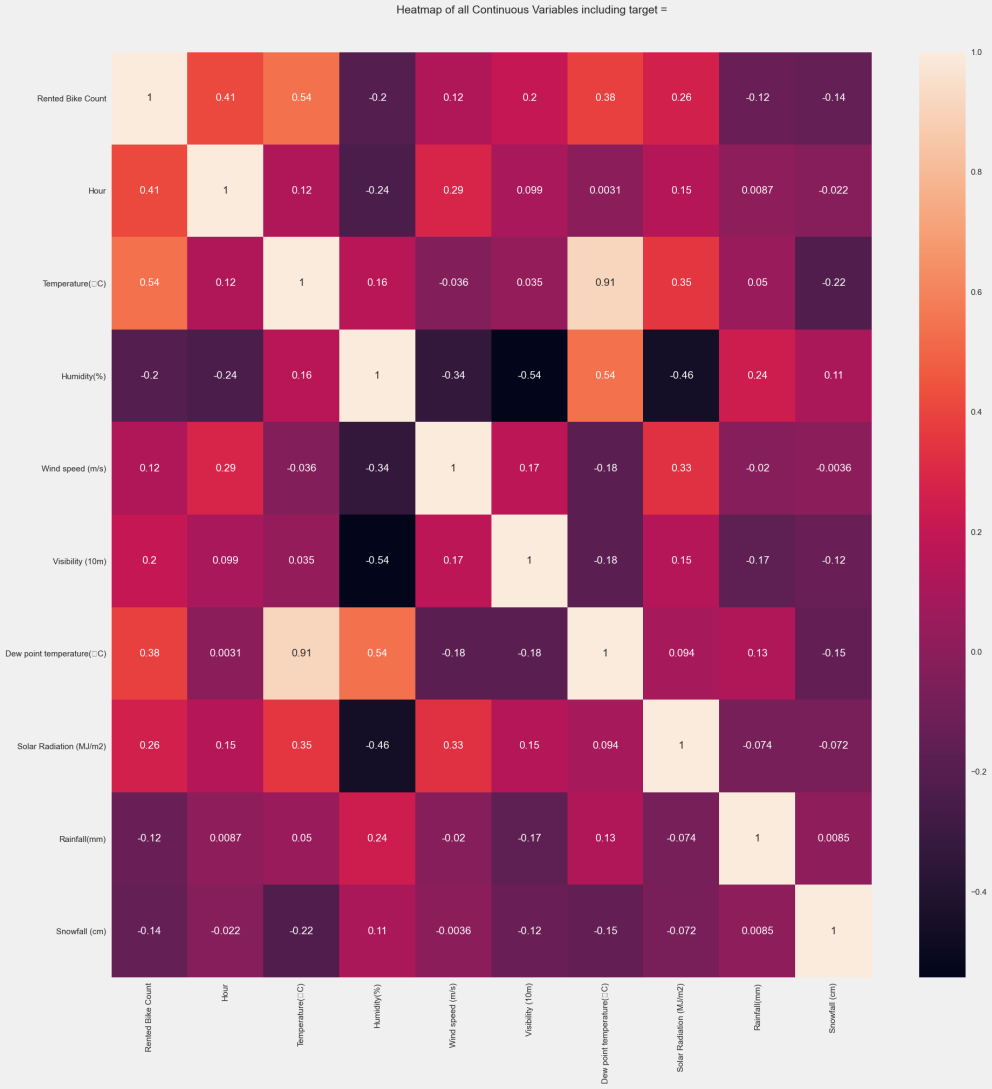 Heatmap of all Continuous Variables including target =
Rented Bike Count 1 0.41 0.54 -0.2 0.12 0.2 0.38 0.26 -0.12 -0.14
Hour 0.41 1 0.12 -0.24 0.29 0.099 0.0031 0.15 0.0087 -0.022
Temperature(□C) 0.54 0.12 1 0.16 -0.036 0.035 0.91 0.35 0.05 -0.22
Humidity(%) -0.2 -0.24 0.16 1 -0.34 -0.54 0.54 -0.46 0.24 0.11
Wind speed (m/s) 0.12 0.29 -0.036 -0.34 1 0.17 -0.18 0.33 -0.02 -0.0036
Visibility (10m) 0.2 0.099 0.035 -0.54 0.17 1 -0.18 0.15 -0.17 -0.12
Dew point temperature(□C) 0.38 0.0031 0.91 0.54 -0.18 -0.18 1 0.094 0.13 -0.15
Solar Radiation (MJ/m2) 0.26 0.15 0.35 -0.46 0.33 0.15 0.094 1 -0.074 -0.072
Rainfall(mm) -0.12 0.0087 0.05 0.24 -0.02 -0.17 0.13 -0.074 1 0.0085
Snowfall (cm) -0.14 -0.022 -0.22 0.11 -0.0036 -0.12 -0.15 -0.072 0.0085 1
Rented Bike Count
Hour
Temperature(□C)
Humidity(%)
Wind speed (m/s)
Visibility (10m)
Dew point temperature(□C)
Solar Radiation (MJ/m2)
Rainfall(mm)
Snowfall (cm)
1.0
0.8
0.6
0.4
0.2
0.0
−0.2
−0.4